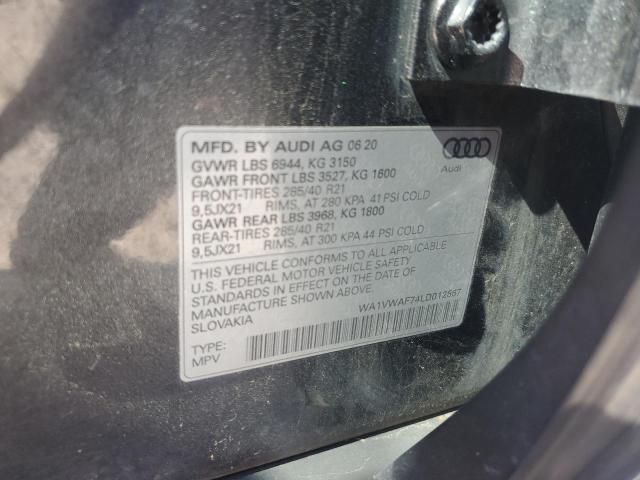 MFD. BY AUDI AG 06 20
GVWR LBS 6944, KG 3150
GAWR FRONT LBS 3527, KG 1600
FRONT-TIRES 285/40 R21
9,5JX21 RIMS, AT 280 KPA 41 PSI COLD
GAWR REAR LBS 3968, KG 1800
REAR-TIRES 285/40 R21
9,5JX21 RIMS, AT 300 KPA 44 PSI COLD
THIS VEHICLE CONFORMS TO ALL APPLICABLE
U.S. FEDERAL MOTOR VEHICLE SAFETY
STANDARDS IN EFFECT ON THE DATE OF
MANUFACTURE SHOWN ABOVE.
SLOVAKIA
WA1VWAF74LD012567
TYPE:
MPV
Audi